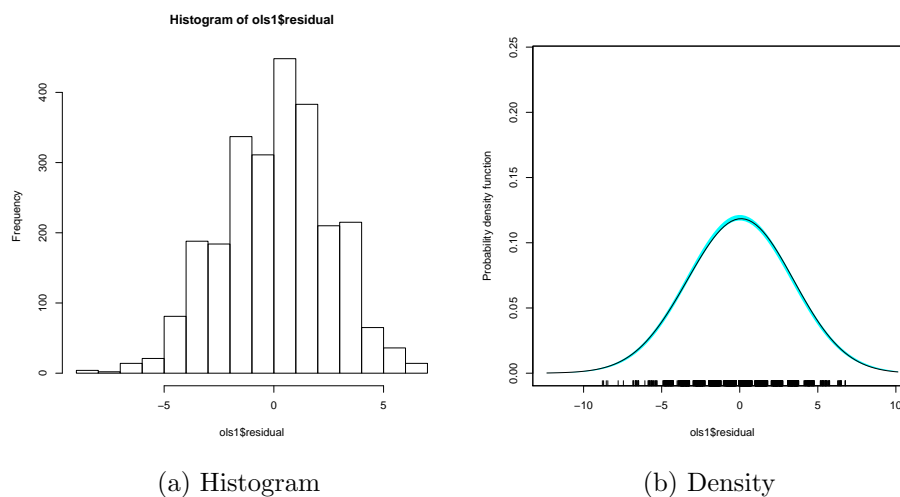 Histogram of ols1$residual
Frequency
0
100
200
300
400
−5
0
5
ols1$residual
(a) Histogram
Probability density function
0.00
0.05
0.10
0.15
0.20
0.25
−10
−5
0
5
10
ols1$residual
(b) Density